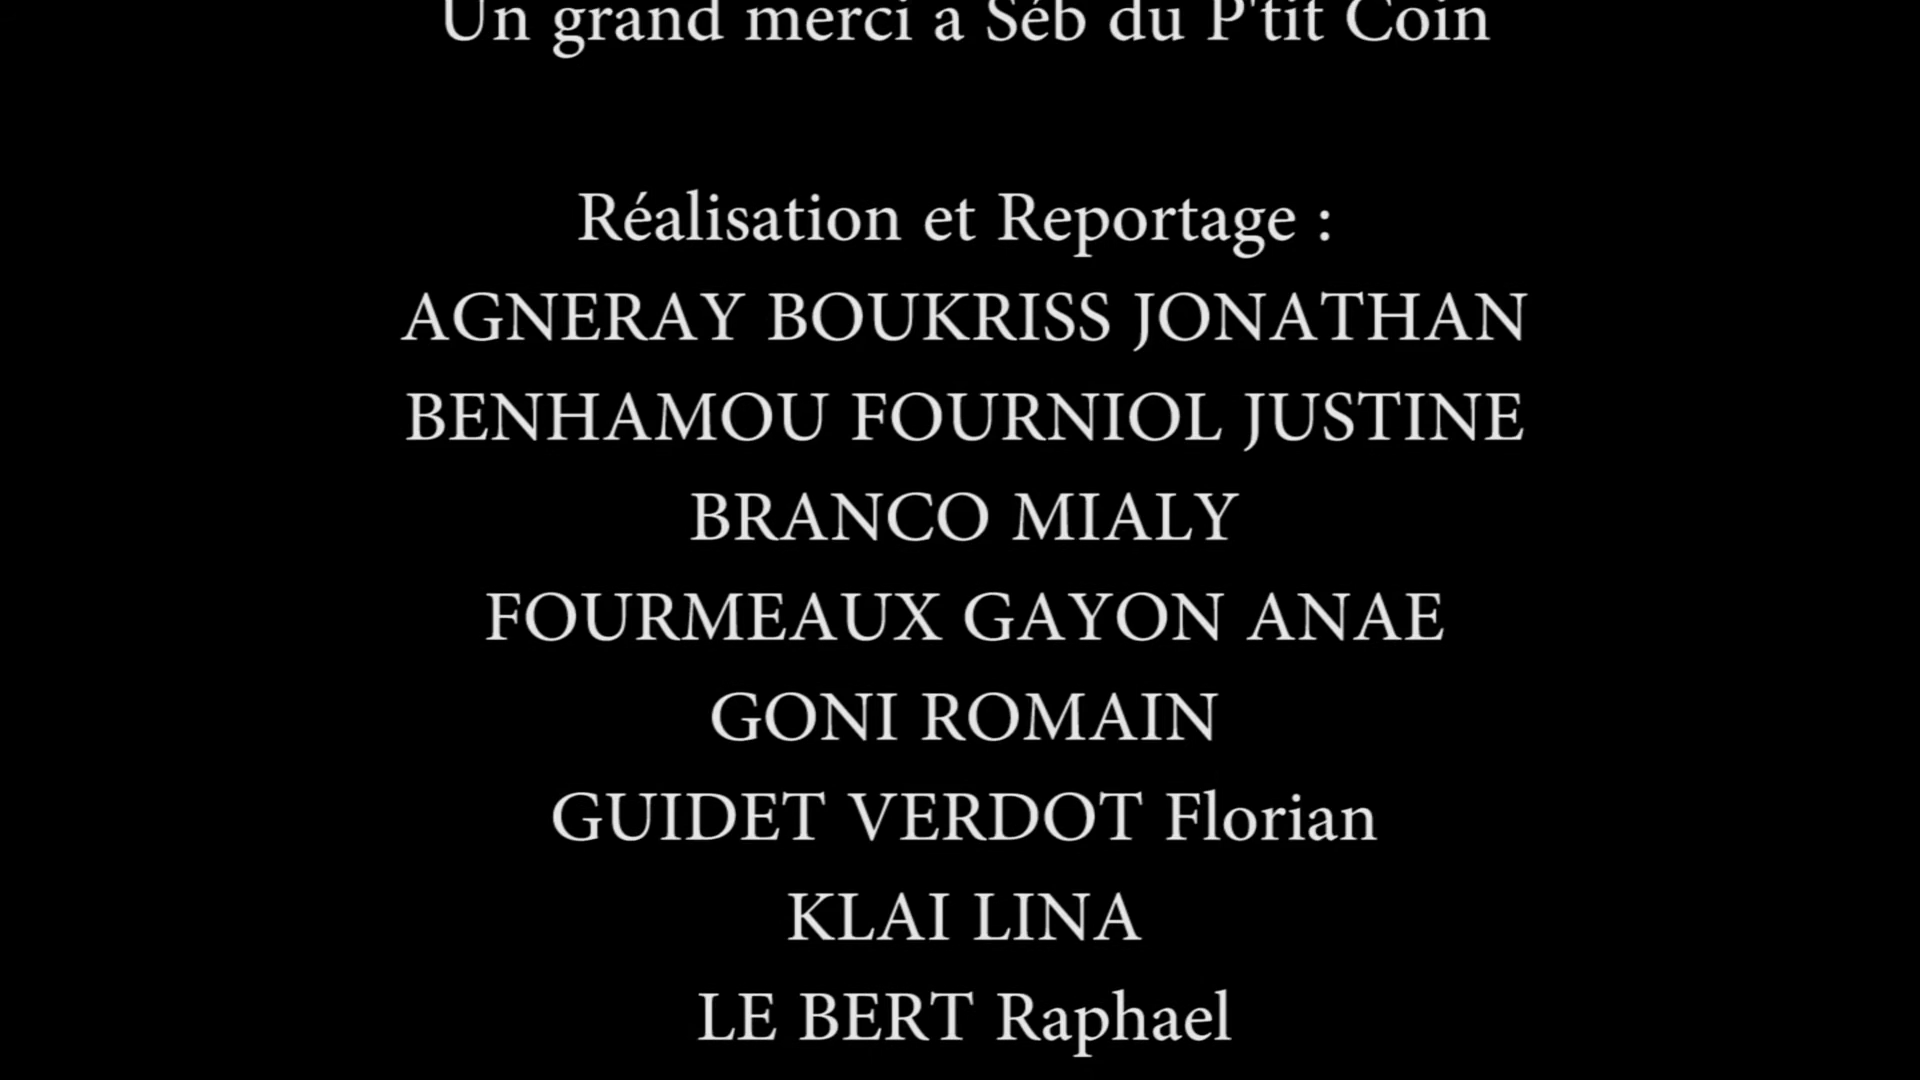 Un grand merci a Séb du P'tit Coin
Réalisation et Reportage :
AGNERAY BOUKRISS JONATHAN
BENHAMOU FOURNIOL JUSTINE
BRANCO MIALY
FOURMEAUX GAYON ANAE
GONI ROMAIN
GUIDET VERDOT Florian
KLAI LINA
LE BERT Raphael